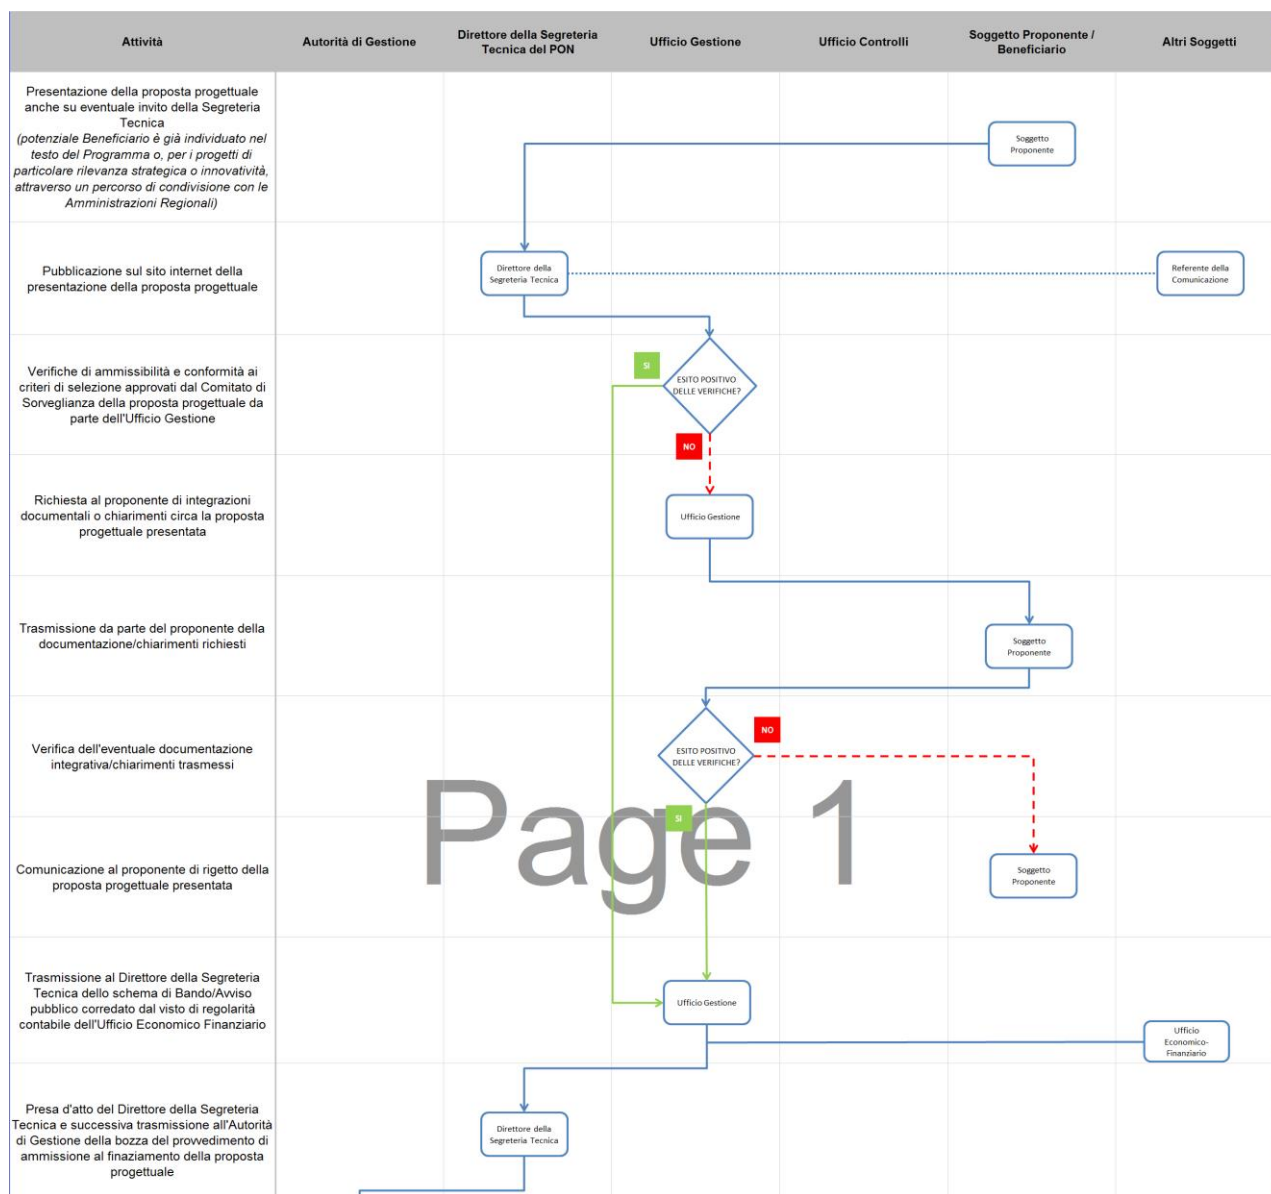 Attività
Autorità di Gestione
Direttore della Segreteria
Tecnica del PON
Ufficio Gestione
Ufficio Controlli
Soggetto Proponente /
Beneficiario
Altri Soggetti
Presentazione della proposta progettuale
anche su eventuale invito della Segreteria
Tecnica
(potenziale Beneficiario è già individuato nel
testo del Programma o, per i progetti di
particolare rilevanza strategica o innovatività,
attraverso un percorso di condivisione con le
Amministrazioni Regionali)
Soggetto
Proponente
Pubblicazione sul sito internet della
presentazione della proposta progettuale
Direttore della
Segreteria Tecnica
Referente della
Comunicazione
Verifiche di ammissibilità e conformità ai
criteri di selezione approvati dal Comitato di
Sorveglianza della proposta progettuale da
parte dell'Ufficio Gestione
SI
ESITO POSITIVO
DELLE VERIFICHE?
NO
Richiesta al proponente di integrazioni
documentali o chiarimenti circa la proposta
progettuale presentata
Ufficio Gestione
Trasmissione da parte del proponente della
documentazione/chiarimenti richiesti
Soggetto
Proponente
Verifica dell'eventuale documentazione
integrativa/chiarimenti trasmessi
ESITO POSITIVO
DELLE VERIFICHE?
NO
SI
Page 1
Comunicazione al proponente di rigetto della
proposta progettuale presentata
Soggetto
Proponente
Trasmissione al Direttore della Segreteria
Tecnica dello schema di Bando/Avviso
pubblico corredato dal visto di regolarità
contabile dell'Ufficio Economico Finanziario
Ufficio Gestione
Ufficio
Economico-
Finanziario
Presa d'atto del Direttore della Segreteria
Tecnica e successiva trasmissione all'Autorità
di Gestione della bozza del provvedimento di
ammissione al finaziamento della proposta
progettuale
Direttore della
Segreteria Tecnica